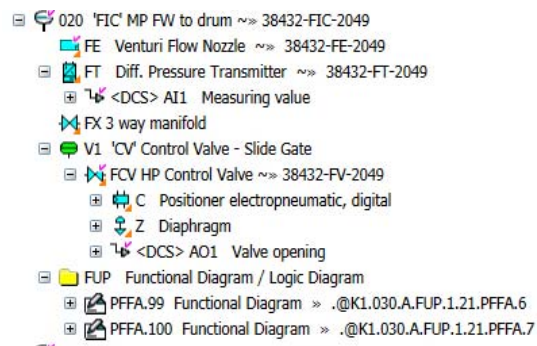 020 'FIC' MP FW to drum ~» 38432-FIC-2049
FE Venturi Flow Nozzle ~» 38432-FE-2049
FT Diff. Pressure Transmitter ~» 38432-FT-2049
<DCS> AI1 Measuring value
FX 3 way manifold
V1 'CV' Control Valve - Slide Gate
FCV HP Control Valve ~» 38432-FV-2049
C Positioner electropneumatic, digital
Z Diaphragm
<DCS> AO1 Valve opening
FUP Functional Diagram / Logic Diagram
PFFA.99 Functional Diagram » .@K1.030.A.FUP.1.21.PFFA.6
PFFA.100 Functional Diagram » .@K1.030.A.FUP.1.21.PFFA.7